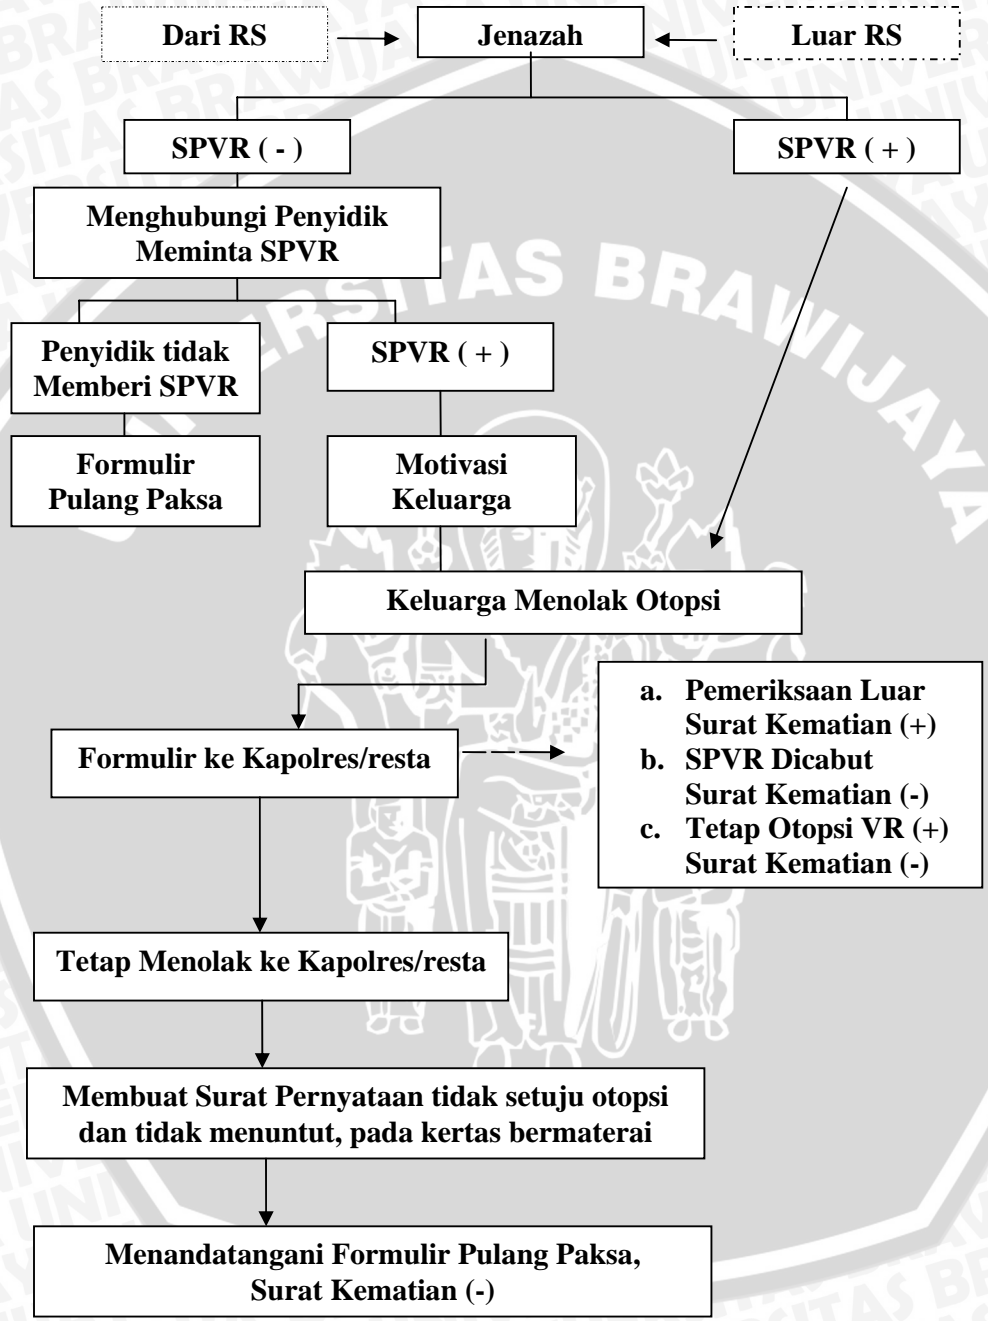 Dari RS
Jenazah
Luar RS
SPVR ( - )
SPVR ( + )
Menghubungi Penyidik
Meminta SPVR
Penyidik tidak
Memberi SPVR
SPVR ( + )
Formulir
Pulang Paksa
Motivasi
Keluarga
Keluarga Menolak Otopsi
Formulir ke Kapolres/resta
a. Pemeriksaan Luar
Surat Kematian (+)
b. SPVR Dicabut
Surat Kematian (-)
c. Tetap Otopsi VR (+)
Surat Kematian (-)
Tetap Menolak ke Kapolres/resta
Membuat Surat Pernyataan tidak setuju otopsi
dan tidak menuntut, pada kertas bermaterai
Menandatangani Formulir Pulang Paksa,
Surat Kematian (-)
UNIVERSITAS BRAWIJAYA